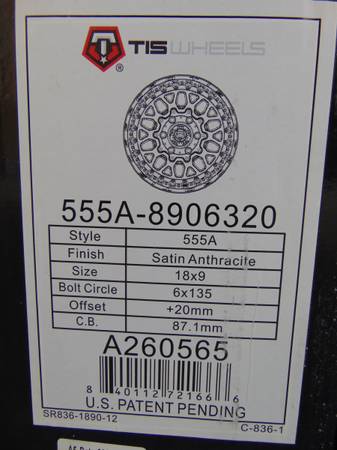 TIS WHEELS
®
555A-8906320
Style 555A
Finish Satin Anthracite
Size 18x9
Bolt Circle 6x135
Offset +20mm
C.B. 87.1mm
A260565
8 40112 72166 6
U.S. PATENT PENDING
SR836-1890-12 C-836-1